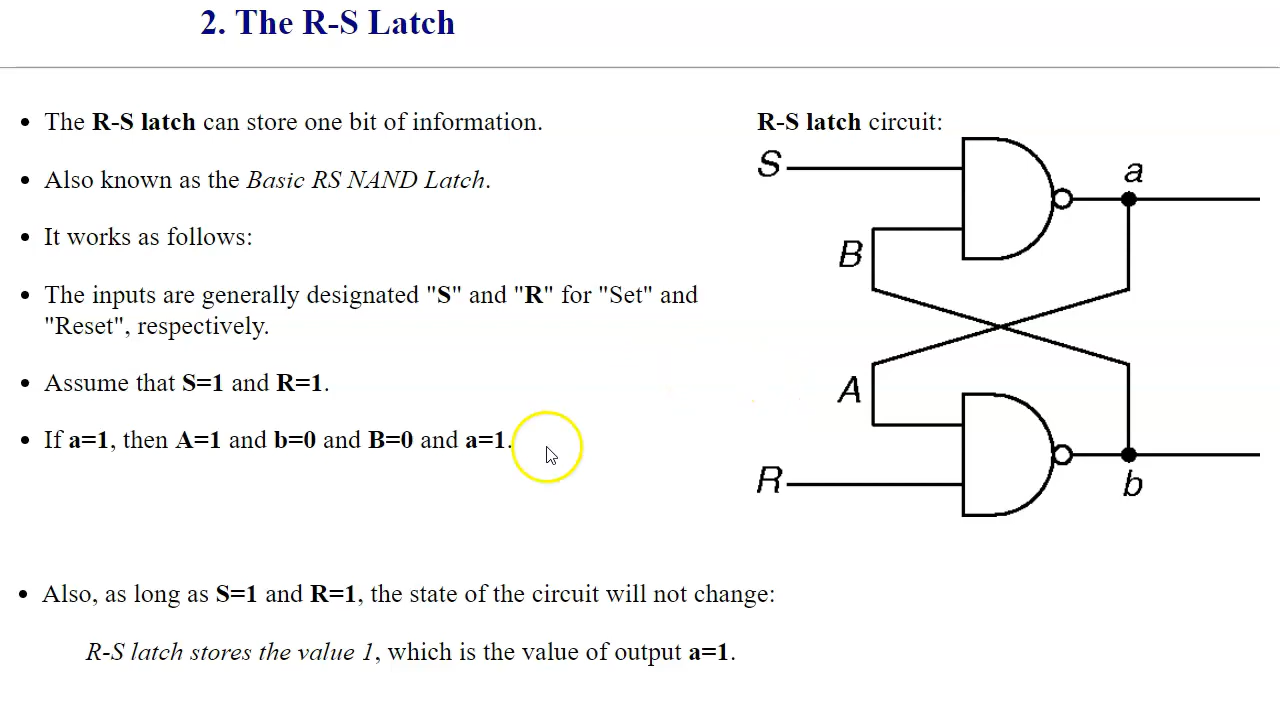 2. The R-S Latch
• The R-S latch can store one bit of information.
• Also known as the Basic RS NAND Latch.
• It works as follows:
• The inputs are generally designated "S" and "R" for "Set" and
"Reset", respectively.
• Assume that S=1 and R=1.
• If a=1, then A=1 and b=0 and B=0 and a=1.
• Also, as long as S=1 and R=1, the state of the circuit will not change:
R-S latch stores the value 1, which is the value of output a=1.
R-S latch circuit:
S
a
B
A
R
b